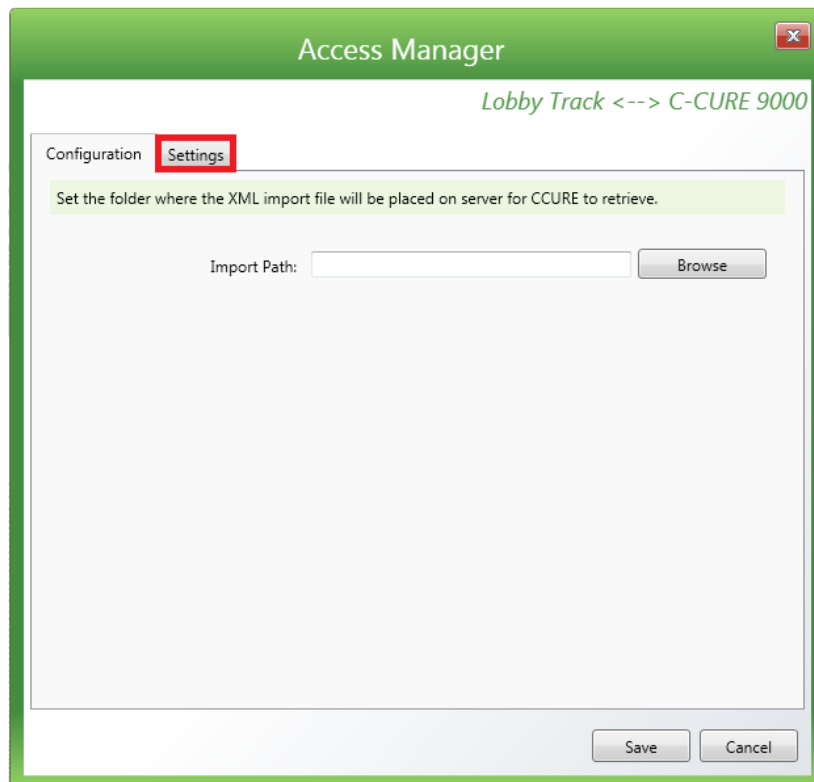 Access Manager
Lobby Track <--> C-CURE 9000
Configuration Settings
Set the folder where the XML import file will be placed on server for CCURE to retrieve.
Import Path: Browse
Save Cancel